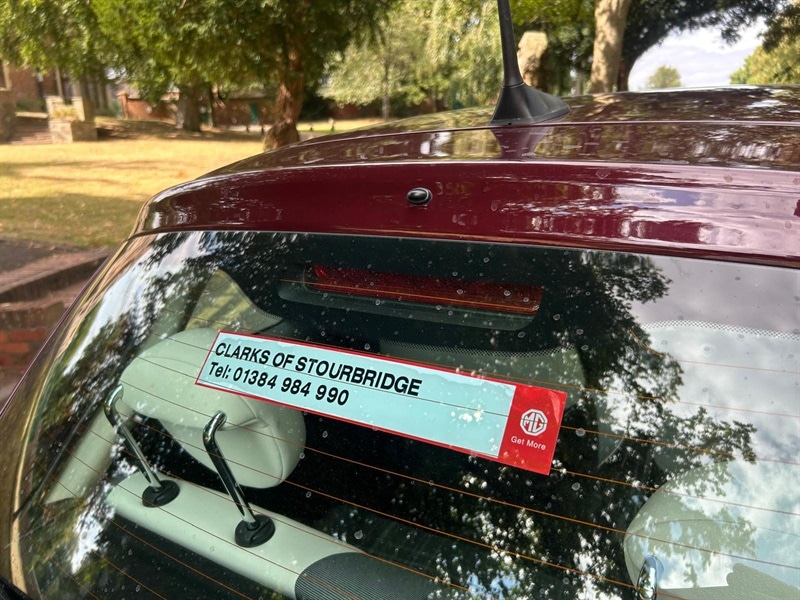 CLARKS OF STOURBRIDGE
Tel: 01384 984 990
MG
Get More